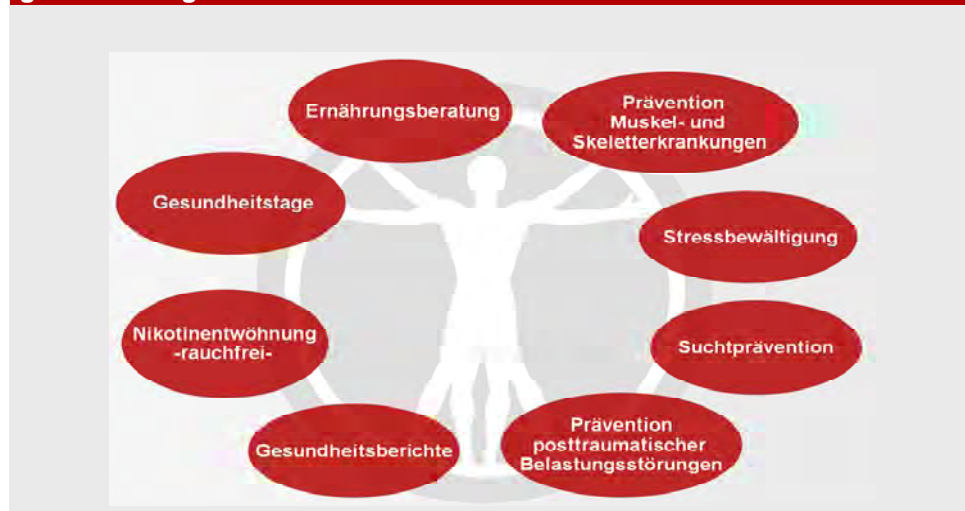 Ernährungsberatung
Prävention
Muskel- und
Skeletterkrankungen
Gesundheitstage
Stressbewältigung
Nikotinentwöhnung
-rauchfrei-
Suchtprävention
Prävention
posttraumatischer
Belastungsstörungen
Gesundheitsberichte